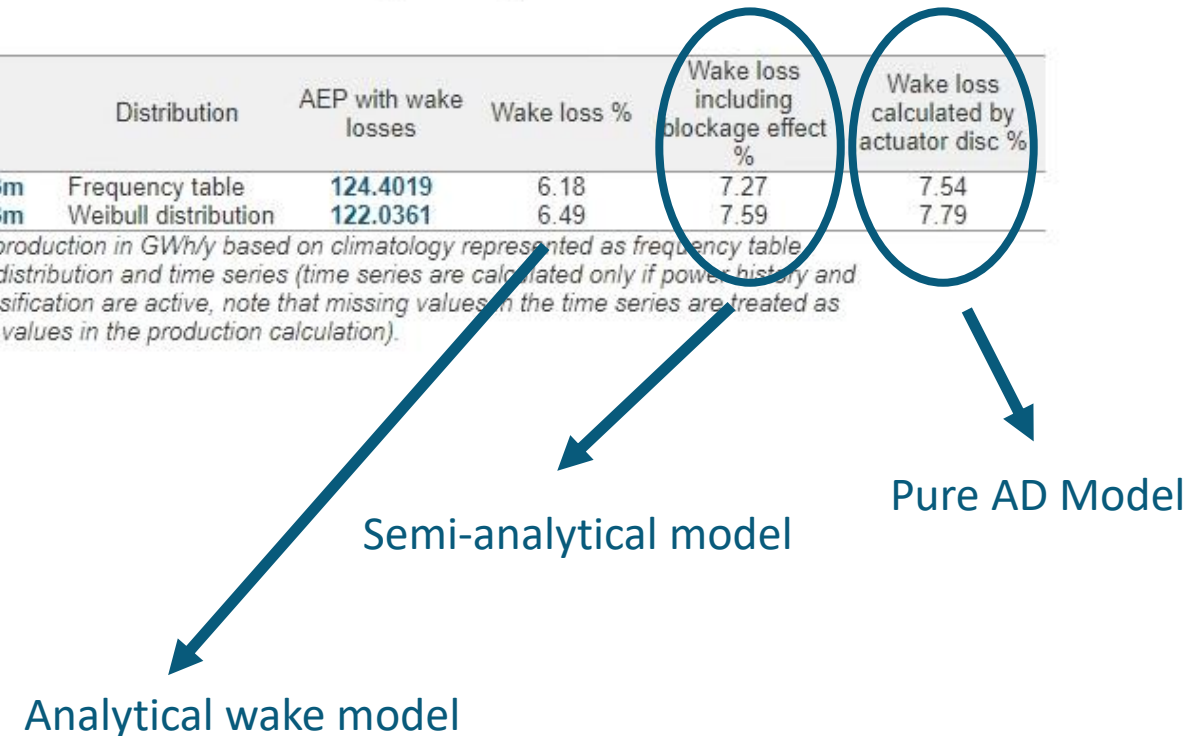 Distribution
AEP with wake
losses
Wake loss %
Wake loss
including
blockage effect
%
Wake loss
calculated by
actuator disc %
m Frequency table 124.4019 6.18 7.27 7.54
m Weibull distribution 122.0361 6.49 7.59 7.79
production in GWh/y based on climatology represented as frequency table
distribution and time series (time series are calculated only if power history and
sification are active, note that missing values in the time series are treated as
values in the production calculation).
Pure AD Model
Semi-analytical model
Analytical wake model